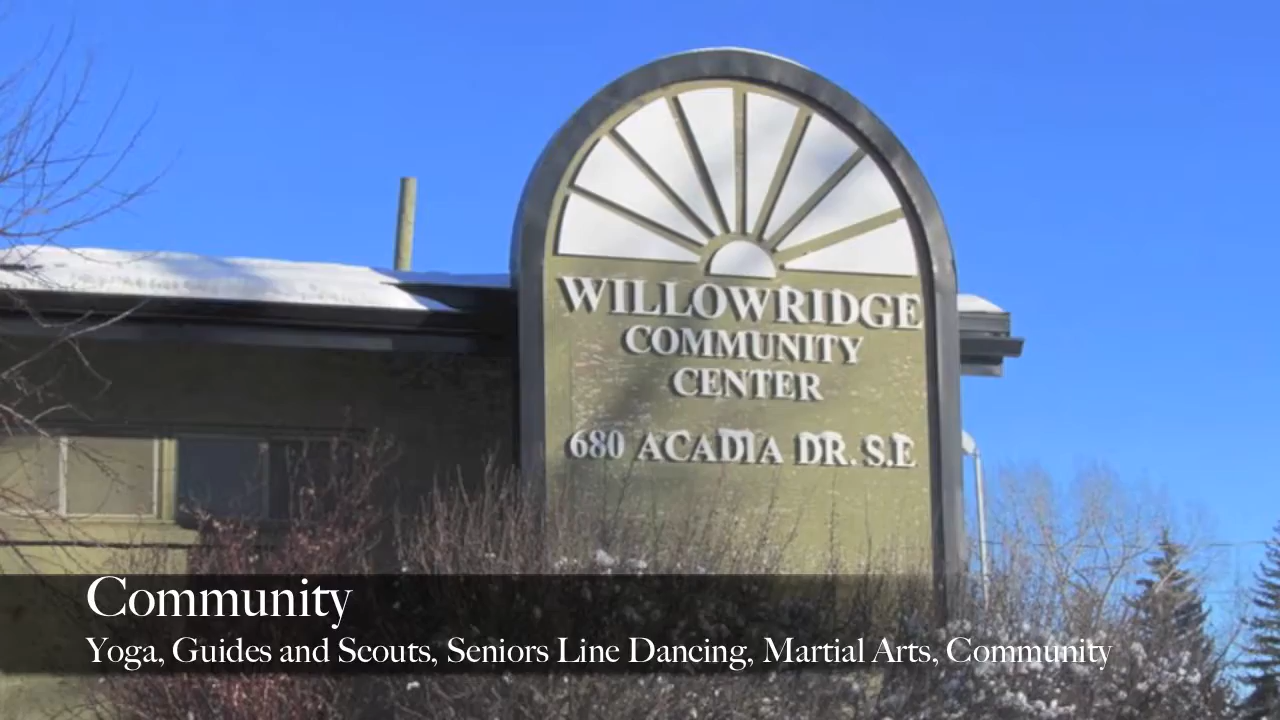 WILLOWRIDGE
COMMUNITY
CENTER
680 ACADIA DR. S.E
Community
Yoga, Guides and Scouts, Seniors Line Dancing, Martial Arts, Community